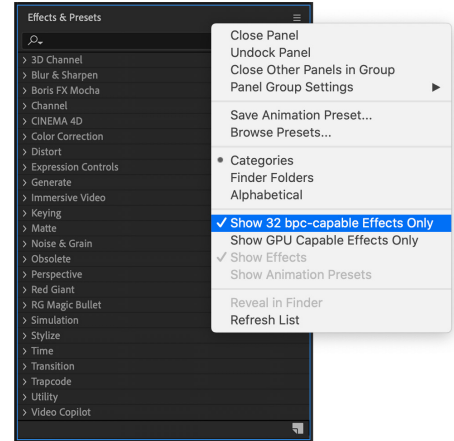 Effects & Presets
3D Channel
Blur & Sharpen
Boris FX Mocha
Channel
CINEMA 4D
Color Correction
Distort
Expression Controls
Generate
Immersive Video
Keying
Matte
Noise & Grain
Obsolete
Perspective
Red Giant
RG Magic Bullet
Simulation
Stylize
Time
Transition
Trapcode
Utility
Video Copilot
Close Panel
Undock Panel
Close Other Panels in Group
Panel Group Settings
Save Animation Preset...
Browse Presets...
Categories
Finder Folders
Alphabetical
Show 32 bpc-capable Effects Only
Show GPU Capable Effects Only
Show Effects
Show Animation Presets
Reveal in Finder
Refresh List